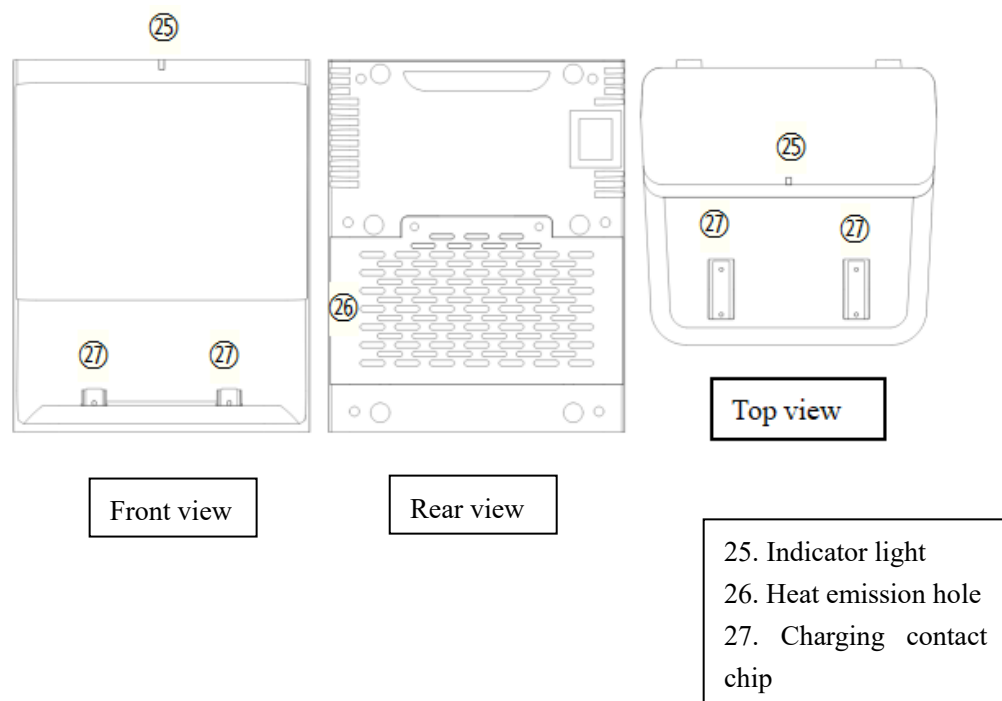 ㉕
㉕
㉗ ㉗
㉖
㉗ ㉗
Top view
Front view
Rear view
25. Indicator light
26. Heat emission hole
27. Charging contact
chip